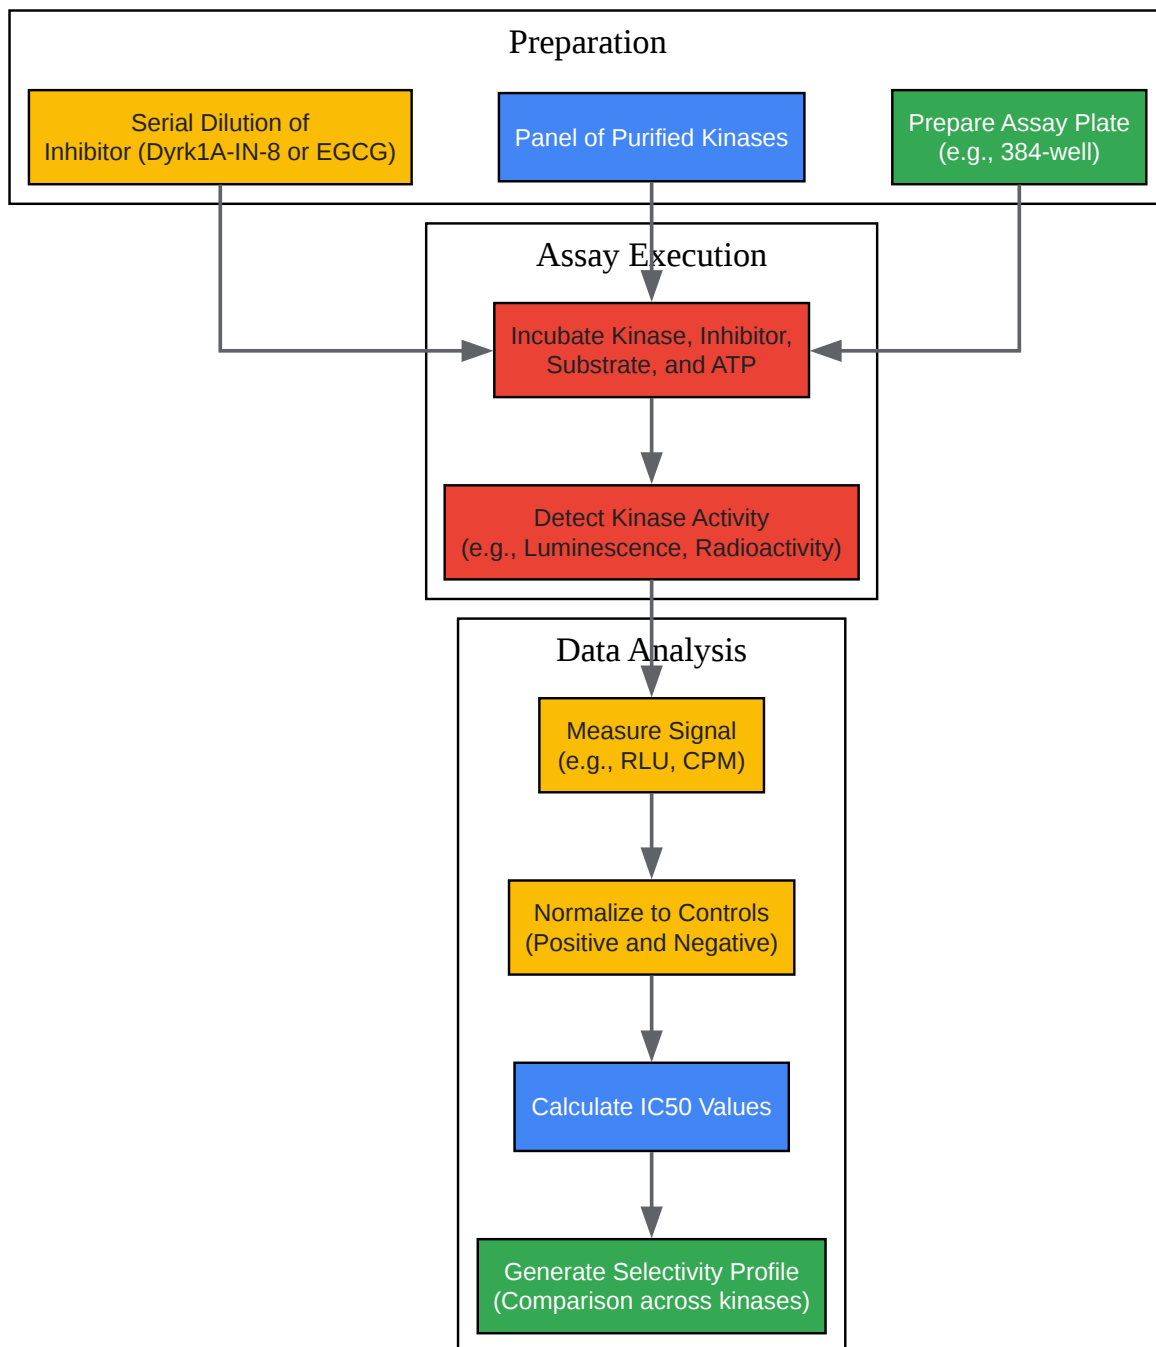 Preparation
Serial Dilution of
Inhibitor (Dyrk1A-IN-8 or EGCG)
Panel of Purified Kinases
Prepare Assay Plate
(e.g., 384-well)
Assay Execution
Incubate Kinase, Inhibitor,
Substrate, and ATP
Detect Kinase Activity
(e.g., Luminescence, Radioactivity)
Data Analysis
Measure Signal
(e.g., RLU, CPM)
Normalize to Controls
(Positive and Negative)
Calculate IC50 Values
Generate Selectivity Profile
(Comparison across kinases)